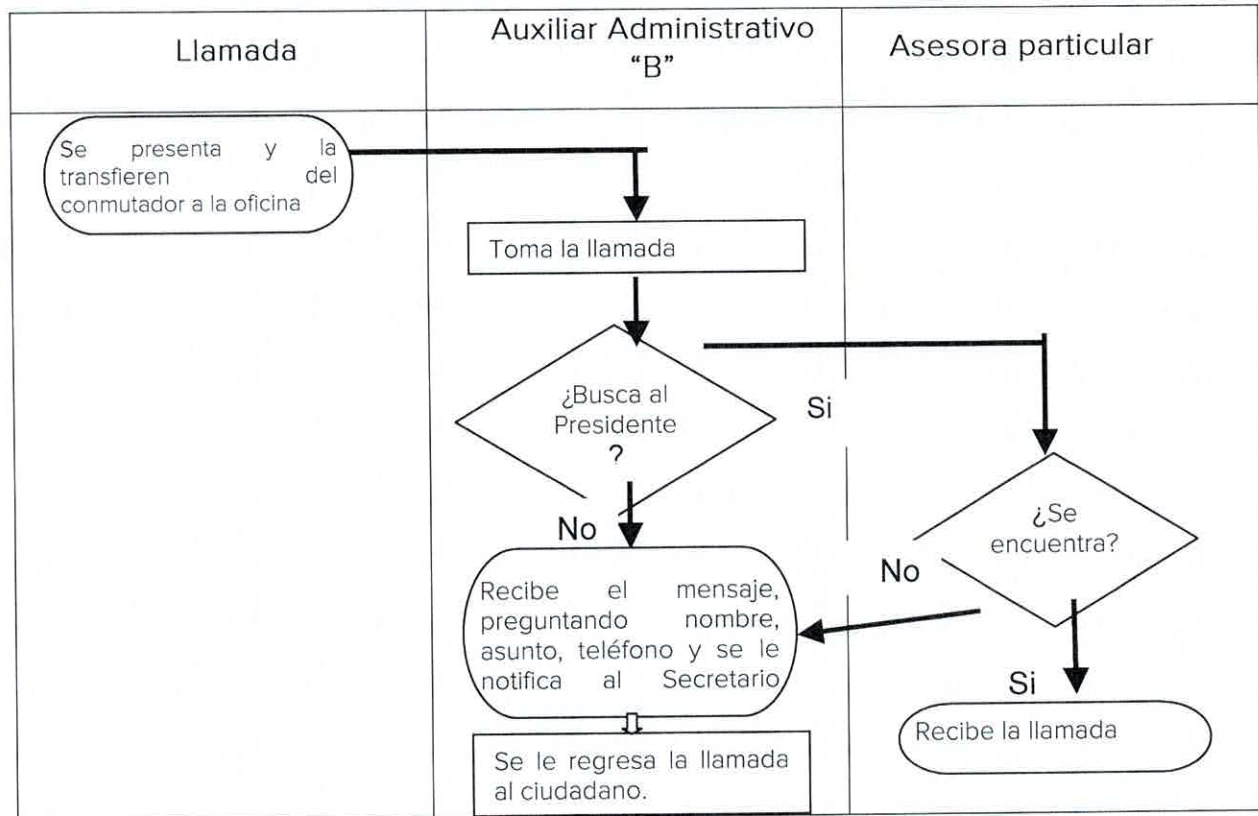 Llamada
Auxiliar Administrativo
“B”
Asesora particular
Se presenta y la
transfieren del
conmutador a la oficina
Toma la llamada
¿Busca al
Presidente
?
Si
No
¿Se
encuentra?
No
Recibe el mensaje,
preguntando nombre,
asunto, teléfono y se le
notifica al Secretario
Si
Recibe la llamada
Se le regresa la llamada
al ciudadano.